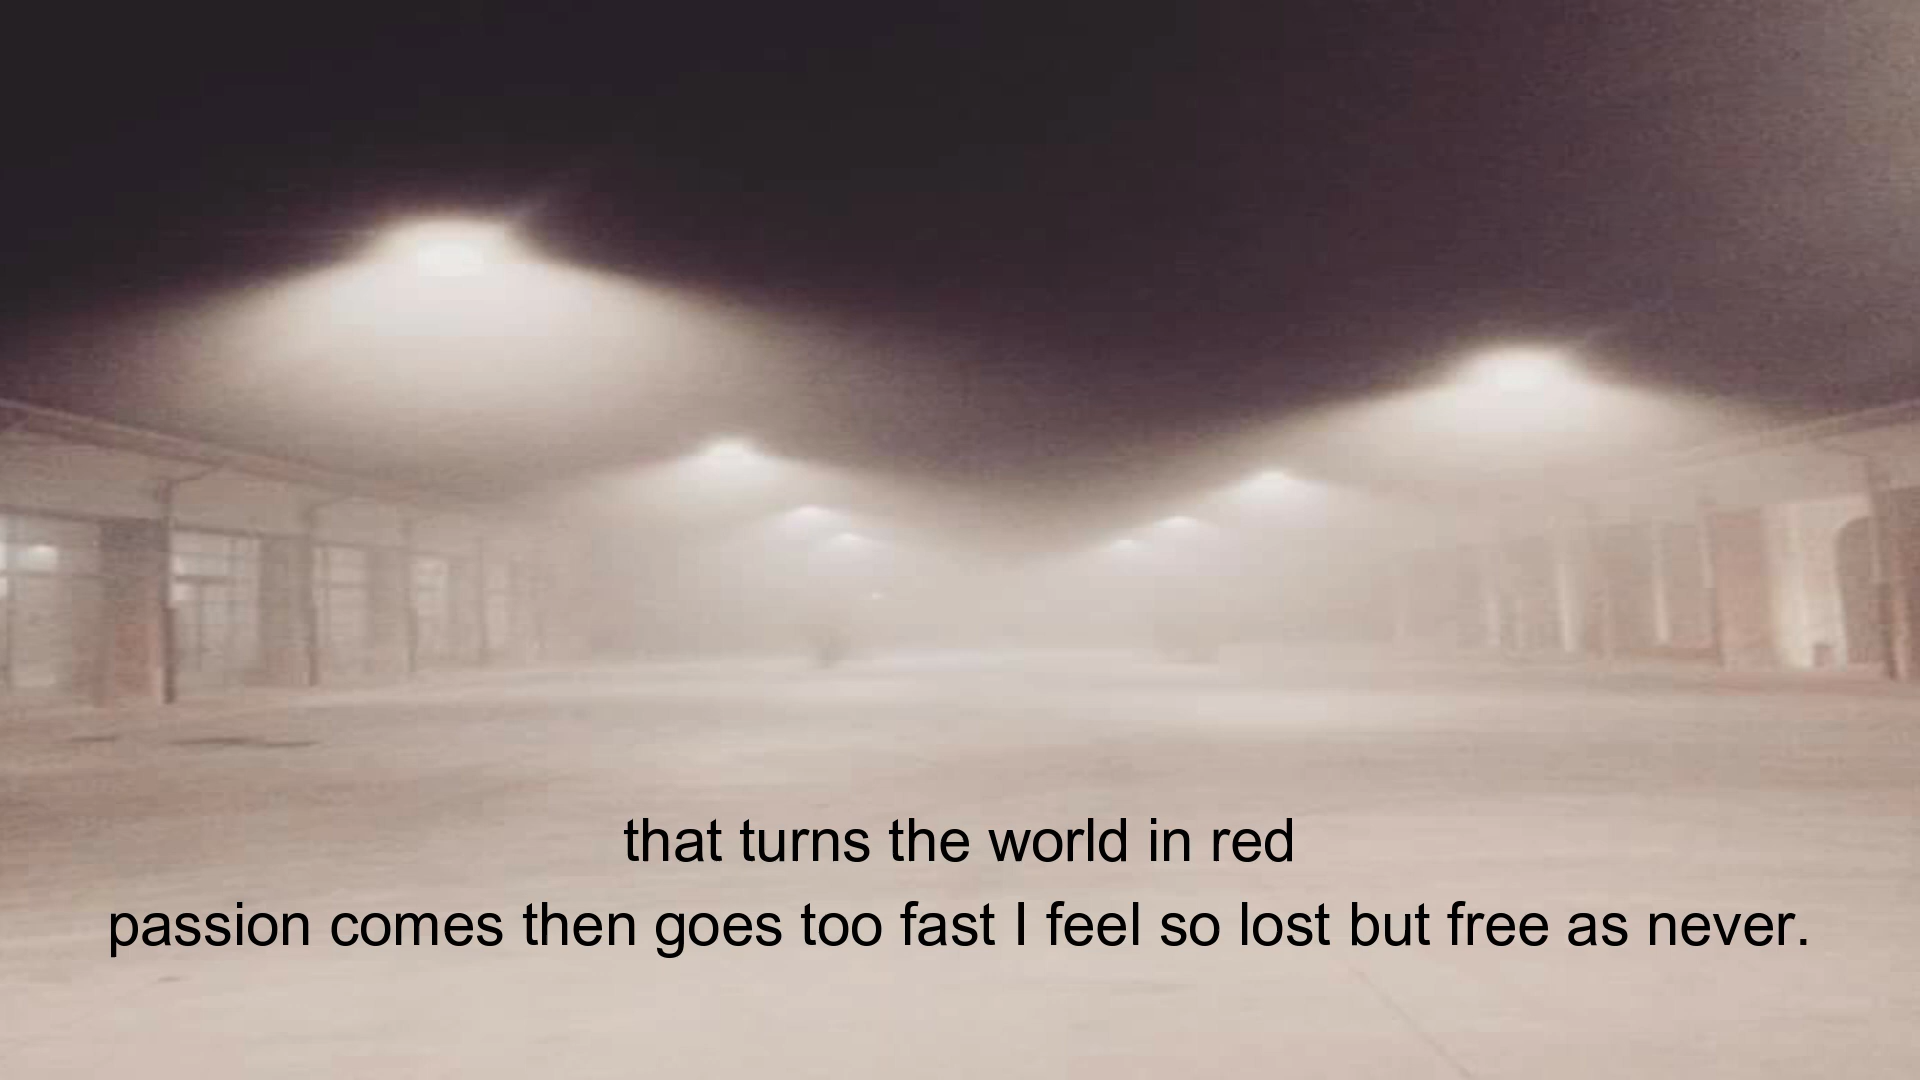 that turns the world in red
passion comes then goes too fast I feel so lost but free as never.